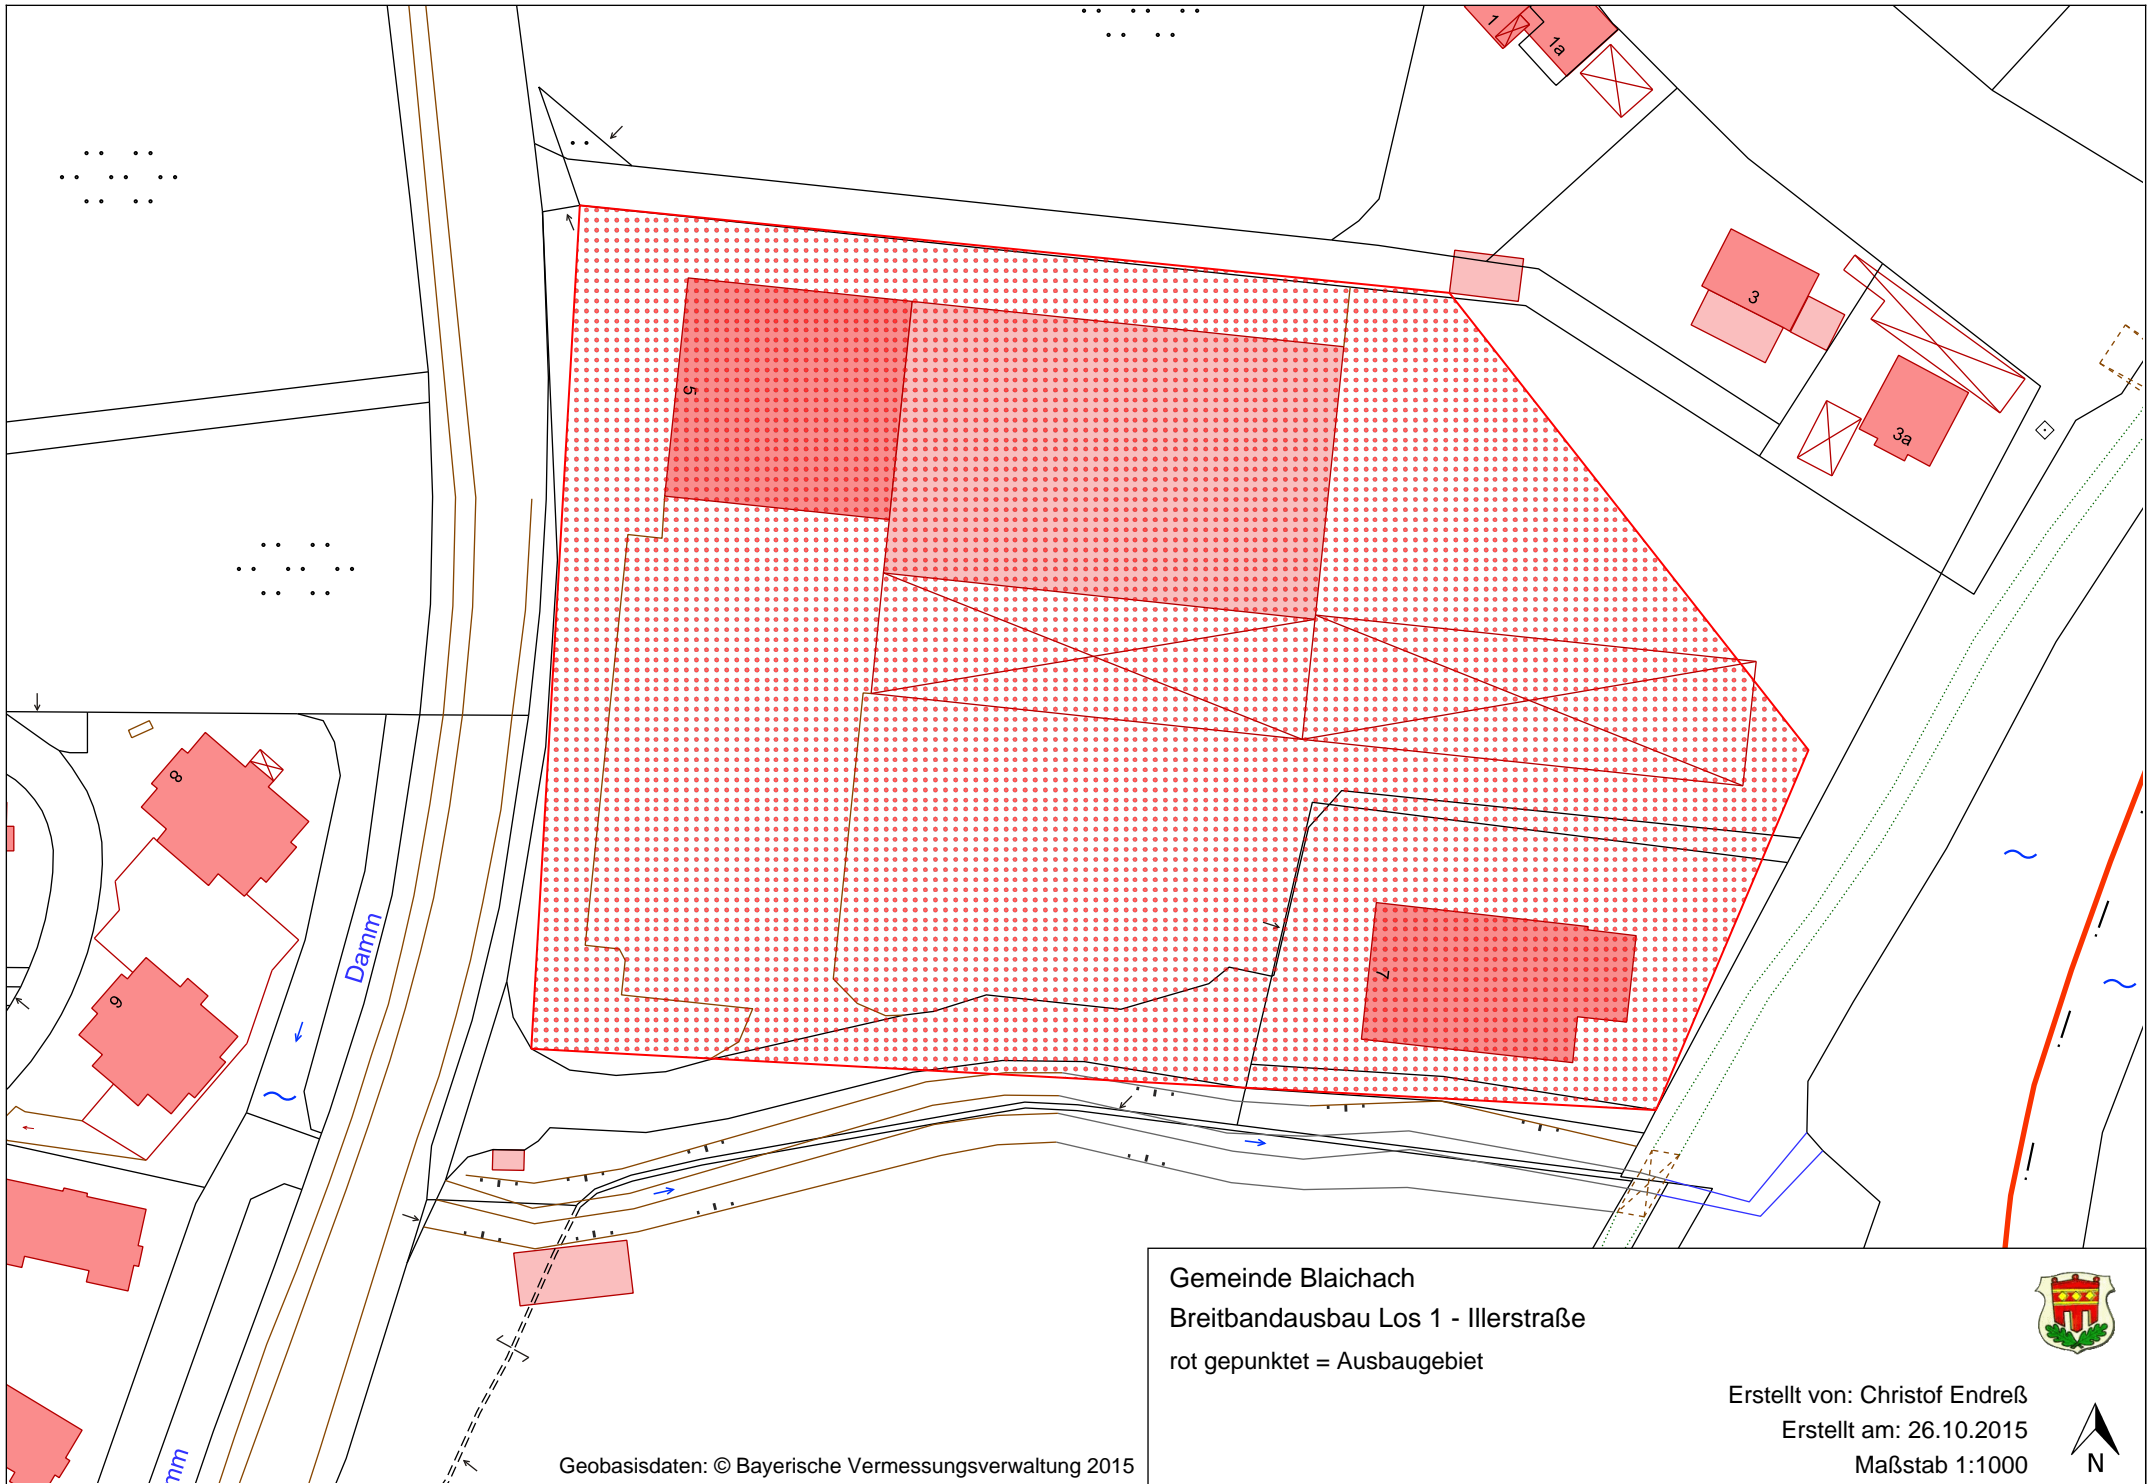 1
1a
3
3a
5
8
9
7
Damm
mm
Gemeinde Blaichach
Breitbandausbau Los 1 - Illerstraße
rot gepunktet = Ausbaugebiet
Erstellt von: Christof Endreß
Erstellt am: 26.10.2015
Maßstab 1:1000
N
Geobasisdaten: © Bayerische Vermessungsverwaltung 2015